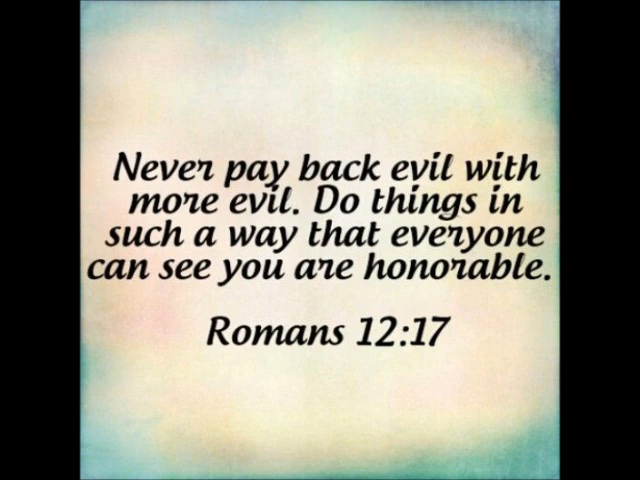 Never pay back evil with
more evil. Do things in
such a way that everyone
can see you are honorable.
Romans 12:17